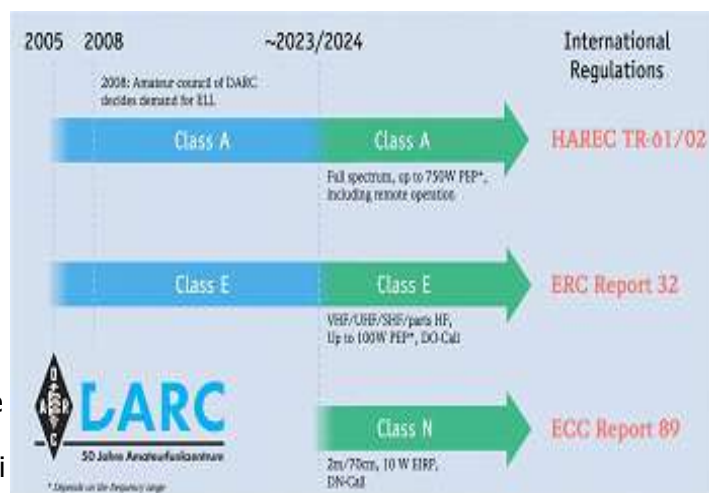 2005 2008 ~2023/2024 International
Regulations
2008: Amateur council of DARC
decides demand for ELL
Class A Class A HAREC TR-61/02
Full spectrum, up to 750W PEP*,
including remote operation
Class E Class E ERC Report 32
VHF/UHF/SHF/parts HF,
Up to 100W PEP*, DO-Call
e
DARC
Class N ECC Report 89
50 Jahre Amateurfunkzentrum
i
2m/70cm, 10 W EIRP,
DN-Call
* Depends on the frequency range